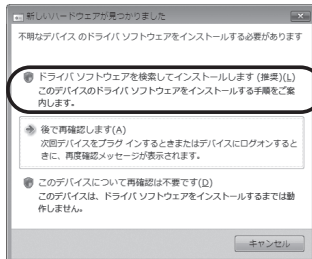 新しいハードウェアが見つかりました
不明なデバイス のドライバ ソフトウェアをインストールする必要があります
ドライバ ソフトウェアを検索してインストールします (推奨)(L)
このデバイスのドライバ ソフトウェアをインストールする手順をご案
内します。
後で再確認します(A)
次回デバイスをプラグ インするときまたはデバイスにログオンすると
きに、再度確認メッセージが表示されます。
このデバイスについて再確認は不要です(D)
このデバイスは、ドライバ ソフトウェアをインストールするまでは動
作しません。
キャンセル